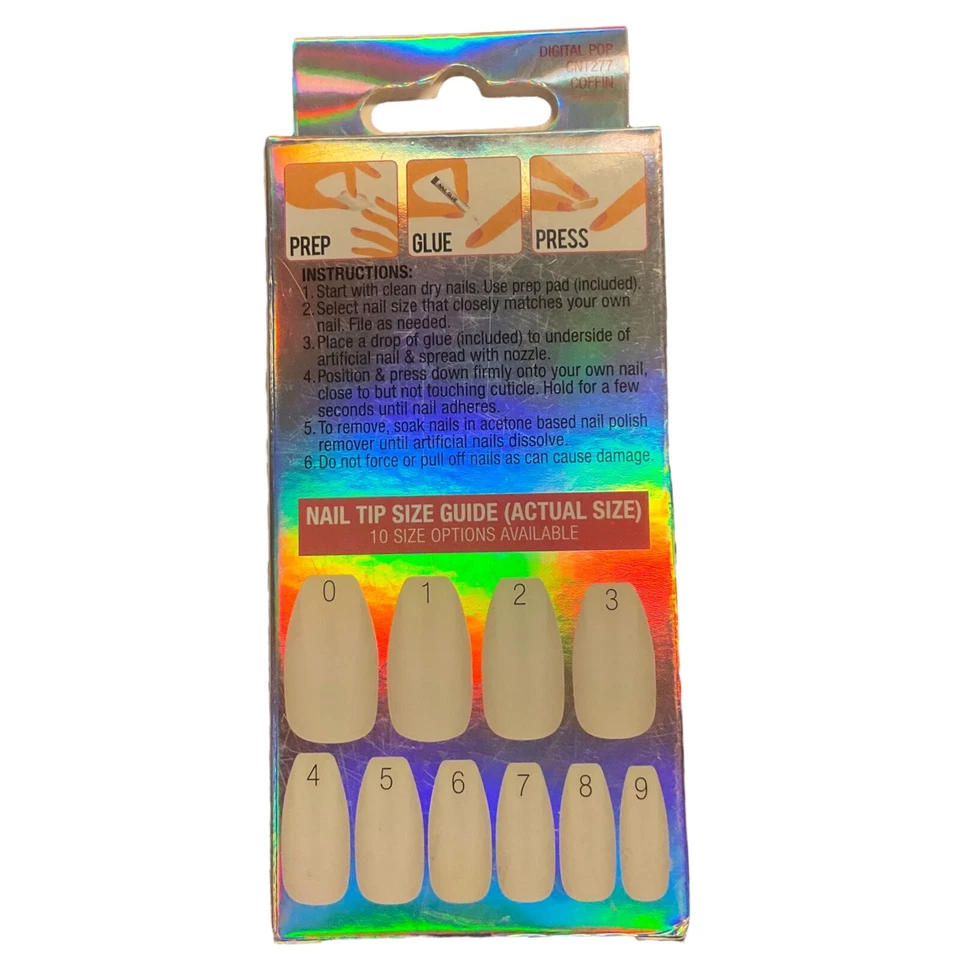 DIGITAL POP
CNT277
COFFIN
NAIL GLUE
PREP
GLUE
PRESS
INSTRUCTIONS:
1. Start with clean dry nails. Use prep pad (included).
2. Select nail size that closely matches your own
nail. File as needed.
3. Place a drop of glue (included) to underside of
artificial nail & spread with nozzle.
4. Position & press down firmly onto your own nail,
close to but not touching cuticle. Hold for a few
seconds until nail adheres.
5. To remove, soak nails in acetone based nail polish
remover until artificial nails dissolve.
6. Do not force or pull off nails as can cause damage.
NAIL TIP SIZE GUIDE (ACTUAL SIZE)
10 SIZE OPTIONS AVAILABLE
0 1 2 3
4 5 6 7 8 9